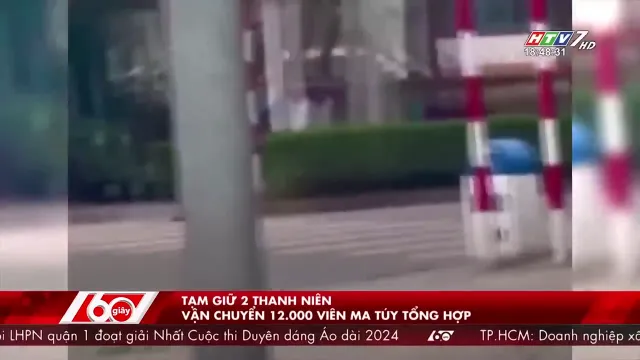 HTV7 HD
18:48:31
60 giây
TẠM GIỮ 2 THANH NIÊN
VẬN CHUYỂN 12.000 VIÊN MA TÚY TỔNG HỢP
LHPN quận 1 đoạt giải Nhất Cuộc thi Duyên dáng Áo dài 2024 60 TP.HCM: Doanh nghiệp